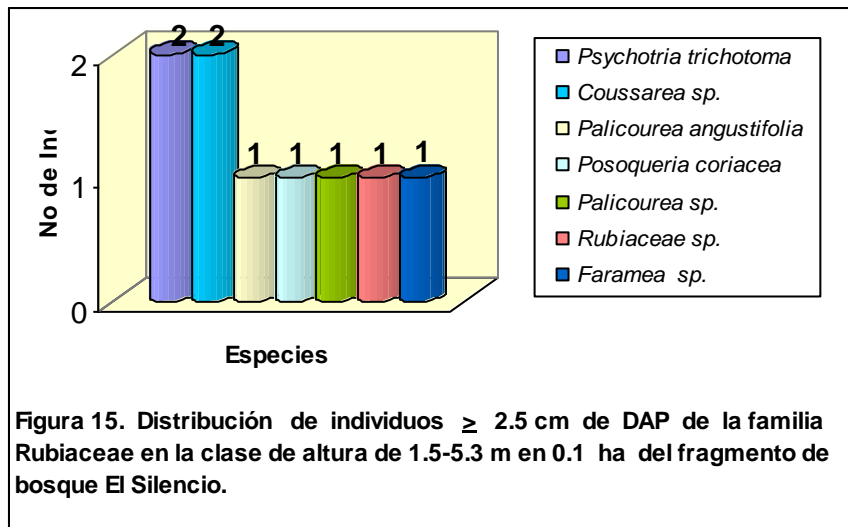 2
1
0
No de Ind
2 2 1 1 1 1 1
Especies
Psychotria trichotoma
Coussarea sp.
Palicourea angustifolia
Posoqueria coriacea
Palicourea sp.
Rubiaceae sp.
Faramea sp.
Figura 15. Distribución de individuos ≥ 2.5 cm de DAP de la familia
Rubiaceae en la clase de altura de 1.5-5.3 m en 0.1 ha del fragmento de
bosque El Silencio.